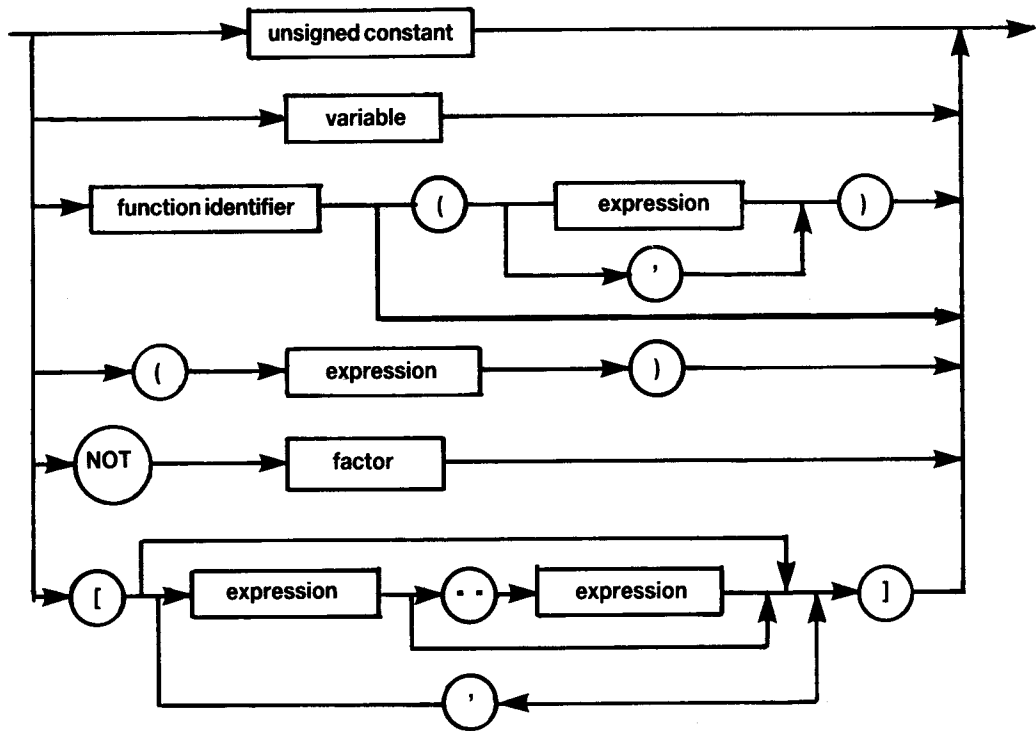 unsigned constant
variable
function identifier ( expression )
,
( expression )
NOT factor
[ expression .. expression ]
,